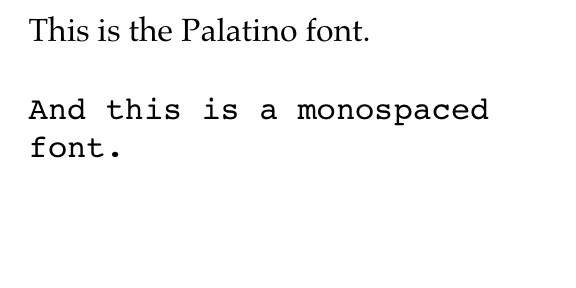 This is the Palatino font.
And this is a monospaced
font.